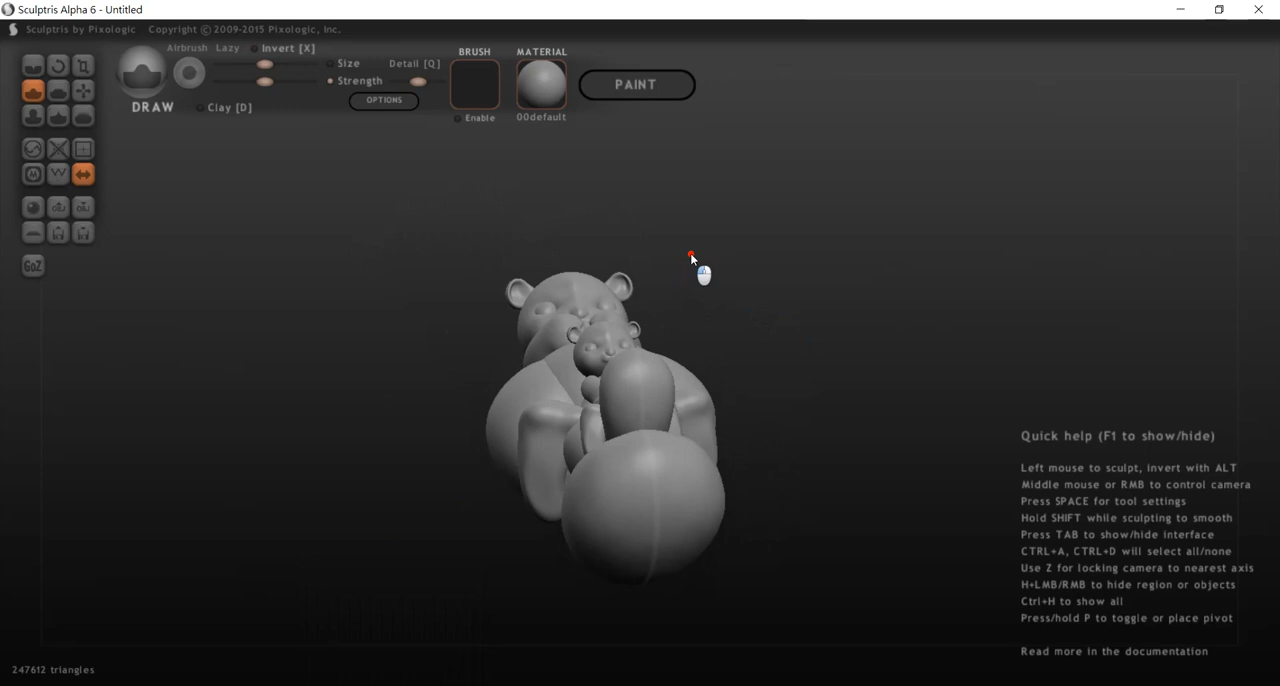 Sculptris Alpha 6 - Untitled
Sculptris by Pixologic Copyright © 2009-2015 Pixologic, Inc.
Airbrush Lazy Invert [X]
Size Detail [Q]
Strength
DRAW Clay [D] OPTIONS
BRUSH
Enable
MATERIAL
00default
PAINT
GoZ
Quick help (F1 to show/hide)
Left mouse to sculpt, invert with ALT
Middle mouse or RMB to control camera
Press SPACE for tool settings
Hold SHIFT while sculpting to smooth
Press TAB to show/hide interface
CTRL+A, CTRL+D will select all/none
Use Z for locking camera to nearest axis
H+LMB/RMB to hide region or objects
Ctrl+H to show all
Press/hold P to toggle or place pivot
Read more in the documentation
247612 triangles